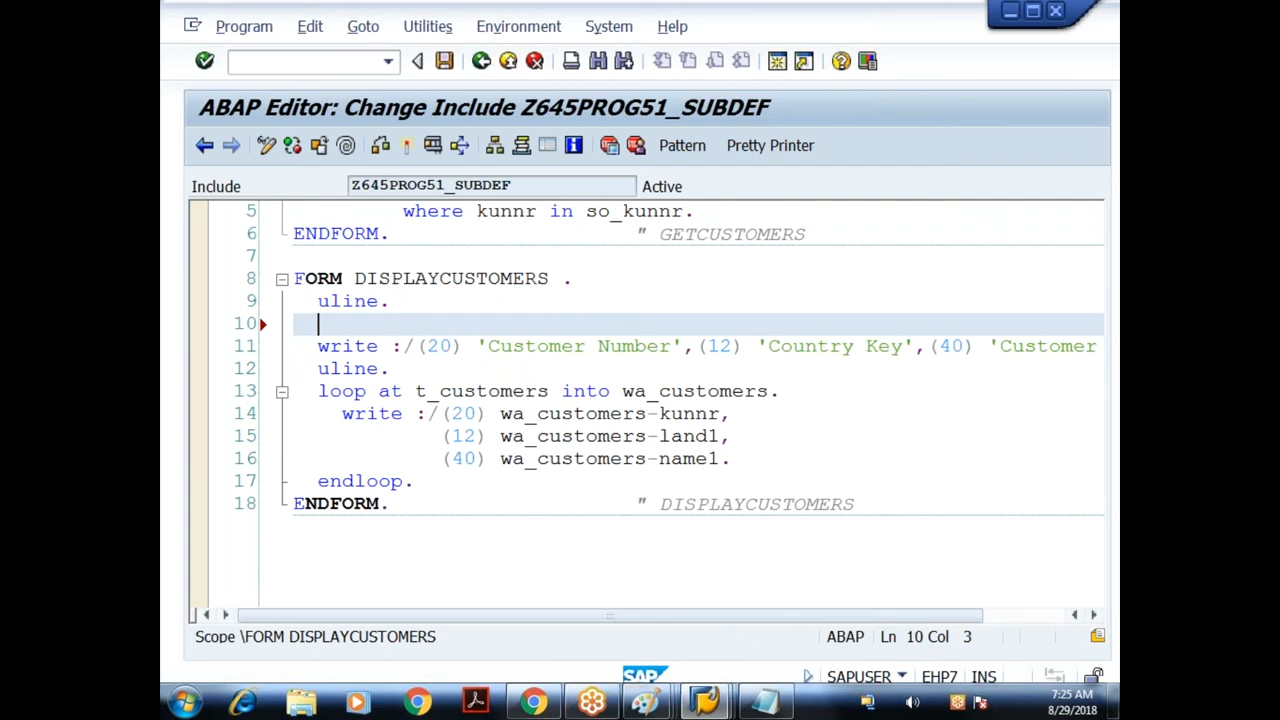 Program Edit Goto Utilities Environment System Help
ABAP Editor: Change Include Z645PROG51_SUBDEF
Pattern Pretty Printer
Include Z645PROG51_SUBDEF Active
5 where kunnr in so_kunnr.
6 ENDFORM. " GETCUSTOMERS
7
8 FORM DISPLAYCUSTOMERS .
9 uline.
10
11 write :/(20) 'Customer Number',(12) 'Country Key',(40) 'Customer
12 uline.
13 loop at t_customers into wa_customers.
14 write :/(20) wa_customers-kunnr,
15 (12) wa_customers-land1,
16 (40) wa_customers-name1.
17 endloop.
18 ENDFORM. " DISPLAYCUSTOMERS
Scope \FORM DISPLAYCUSTOMERS ABAP Ln 10 Col 3
SAP SAPUSER EHP7 INS
7:25 AM
8/29/2018